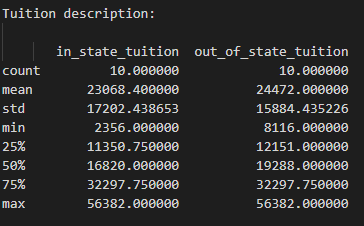 Tuition description:
in_state_tuition out_of_state_tuition
count 10.000000 10.000000
mean 23068.400000 24472.000000
std 17202.438653 15884.435226
min 2356.000000 8116.000000
25% 11350.750000 12151.000000
50% 16820.000000 19288.000000
75% 32297.750000 32297.750000
max 56382.000000 56382.000000